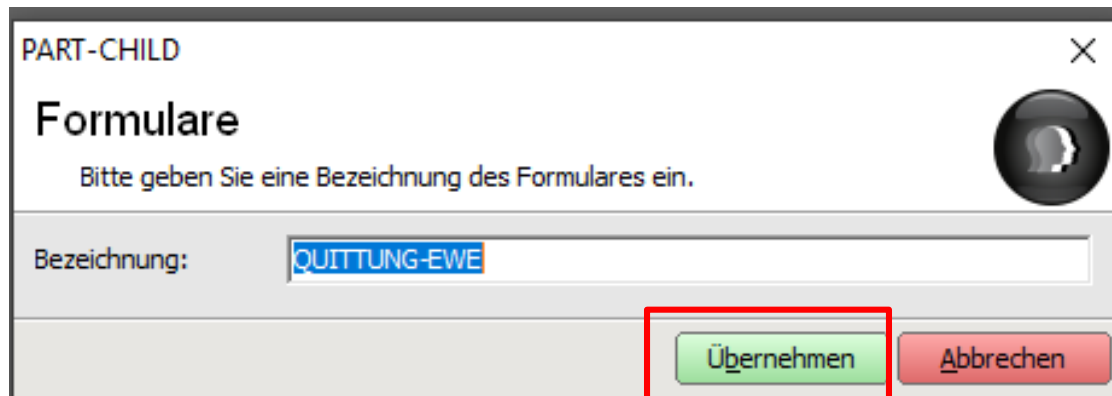 PART-CHILD
Formulare
Bitte geben Sie eine Bezeichnung des Formulares ein.
Bezeichnung: QUITTUNG-EWE
Übernehmen Abbrechen